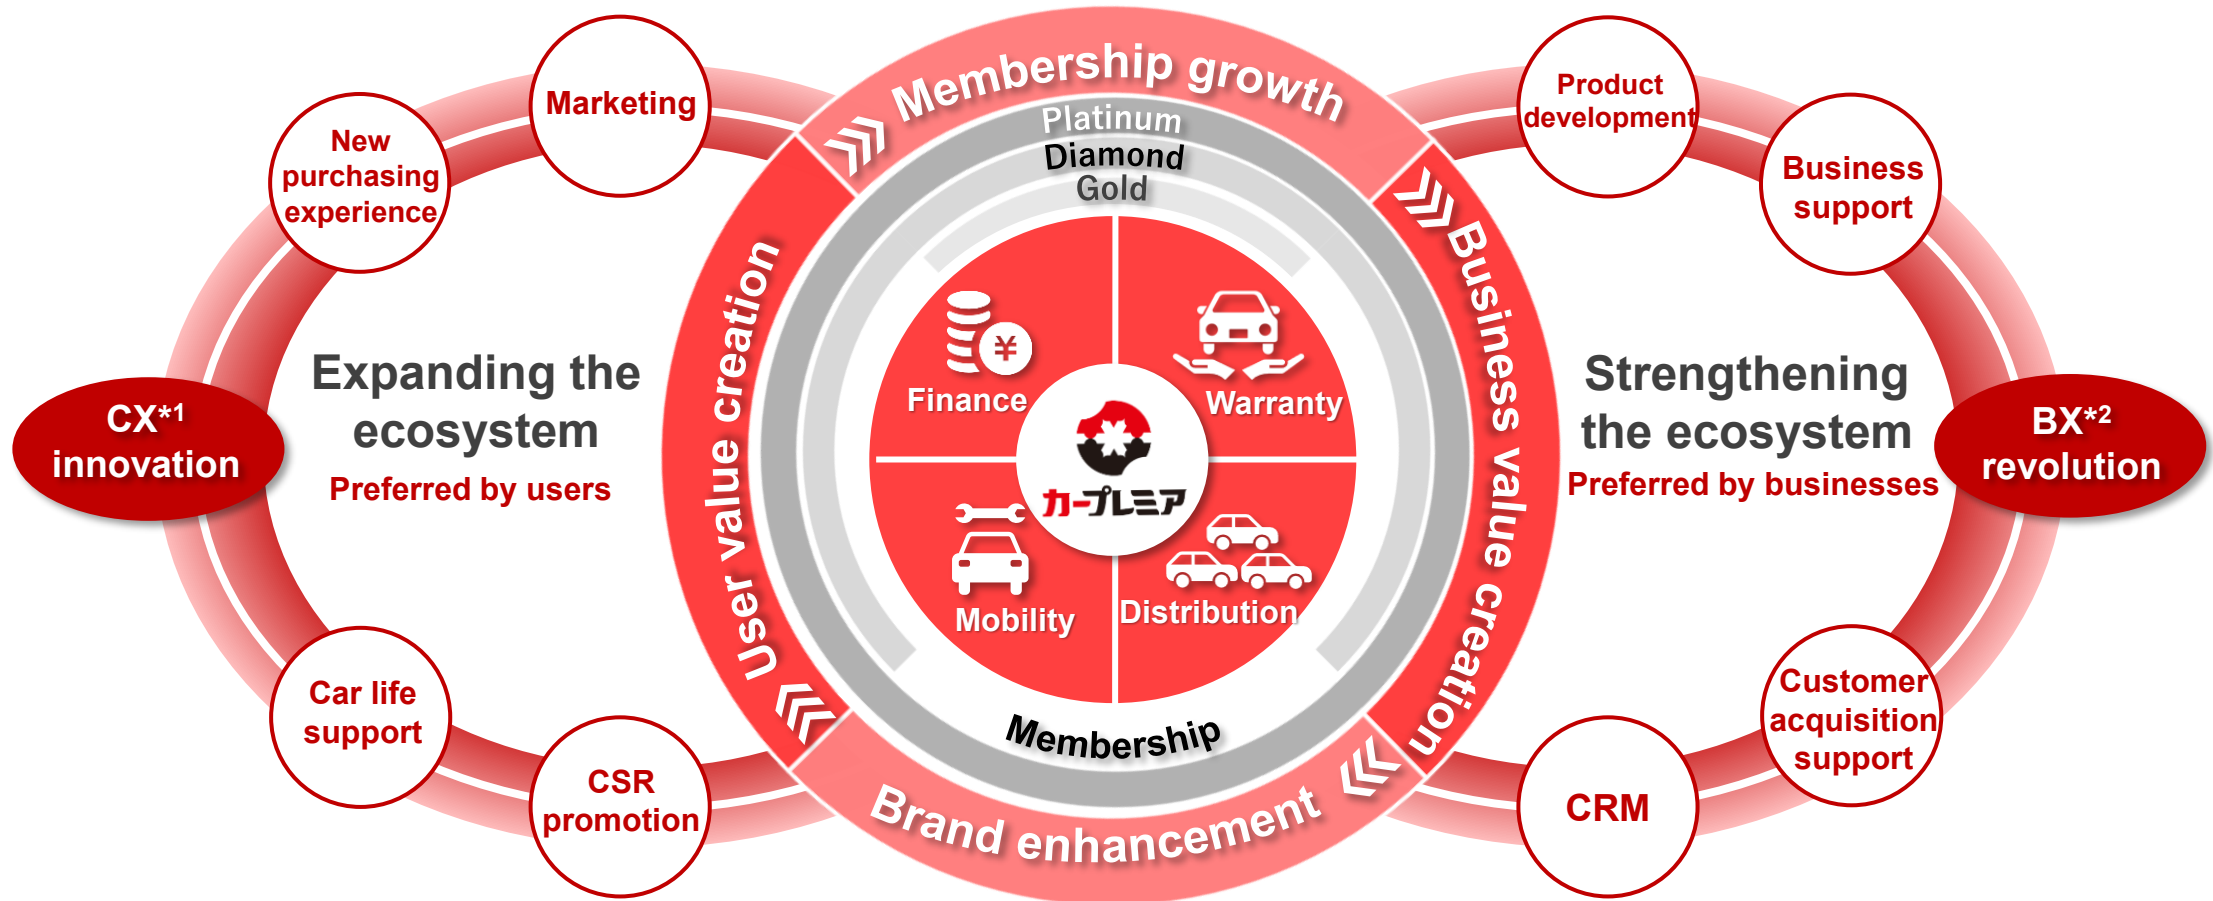 Marketing
New
purchasing
experience
CX*1
innovation
Expanding the
ecosystem
Preferred by users
Car life
support
CSR
promotion
Membership growth
User value creation
Business value creation
Brand enhancement
Platinum
Diamond
Gold
Finance
¥
Warranty
カープレミア
Mobility
Distribution
Membership
Product
development
Business
support
Strengthening
the ecosystem
Preferred by businesses
BX*2
revolution
Customer
acquisition
support
CRM